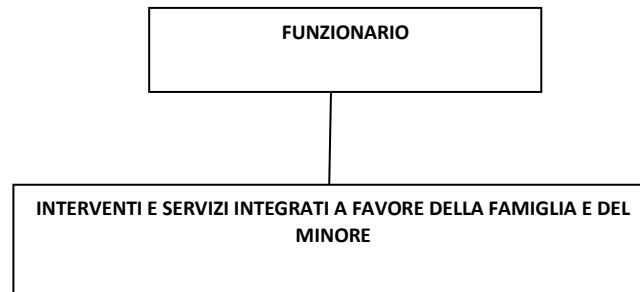 FUNZIONARIO
INTERVENTI E SERVIZI INTEGRATI A FAVORE DELLA FAMIGLIA E DEL
MINORE